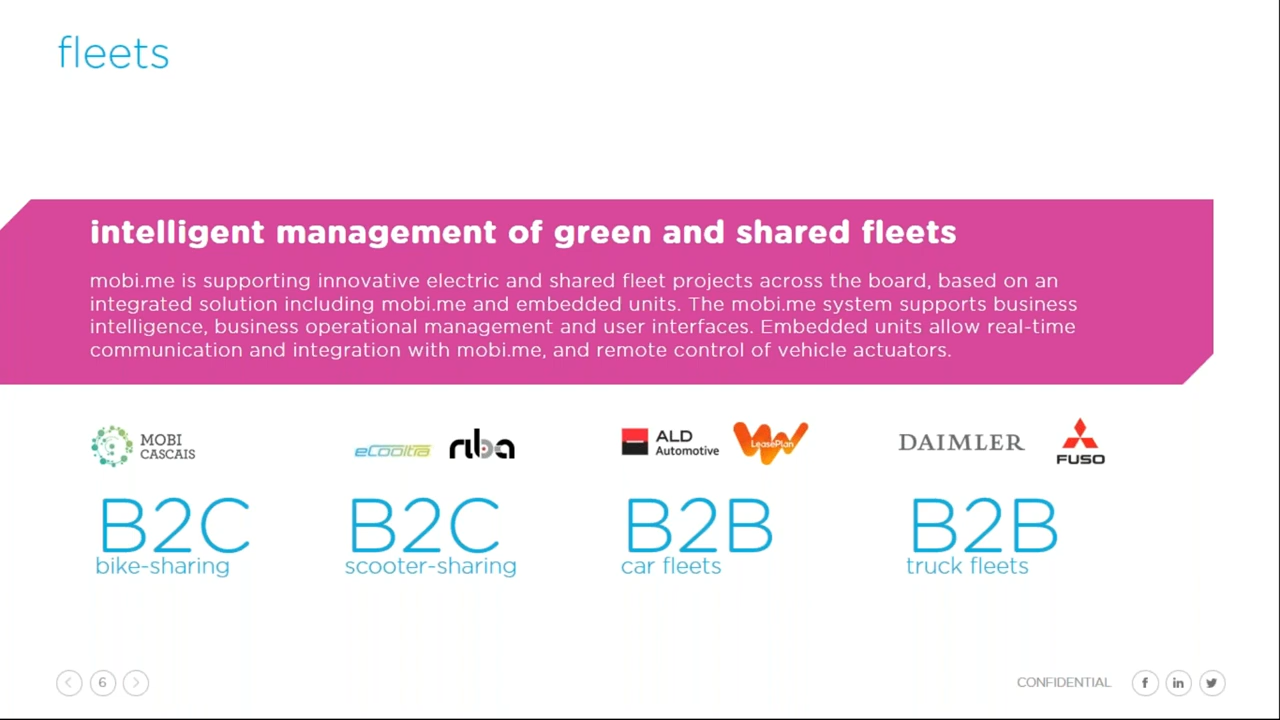 fleets
intelligent management of green and shared fleets
mobi.me is supporting innovative electric and shared fleet projects across the board, based on an
integrated solution including mobi.me and embedded units. The mobi.me system supports business
intelligence, business operational management and user interfaces. Embedded units allow real-time
communication and integration with mobi.me, and remote control of vehicle actuators.
MOBI
CASCAIS
eCooltra
ALD
Automotive
LeasePlan
DAIMLER
FUSO
B2C
bike-sharing
B2C
scooter-sharing
B2B
car fleets
B2B
truck fleets
6
CONFIDENTIAL